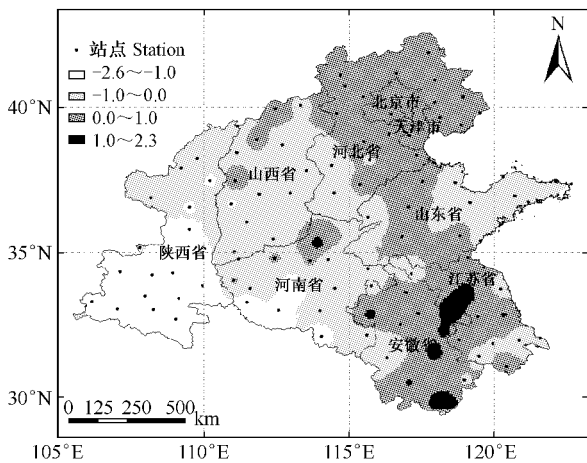 站点 Station
−2.6～−1.0
−1.0～0.0
0.0～1.0
1.0～2.3
N
40°N
35°N
30°N
北京市
天津市
河北省
山西省
山东省
陕西省
河南省
江苏省
安徽省
0 125 250 500
km
105°E 110°E 115°E 120°E